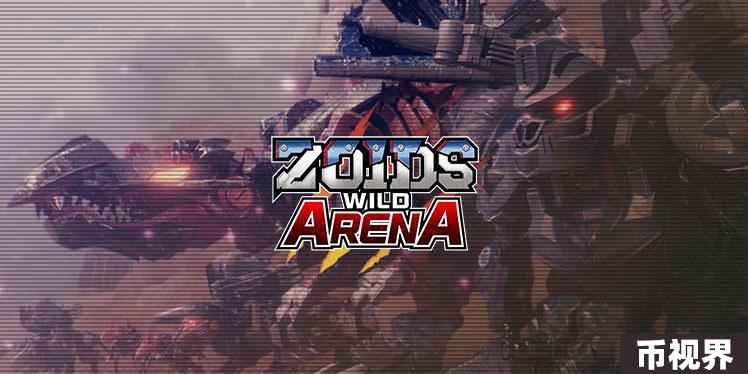 ZOIDS
WILD
ARENA
币视界